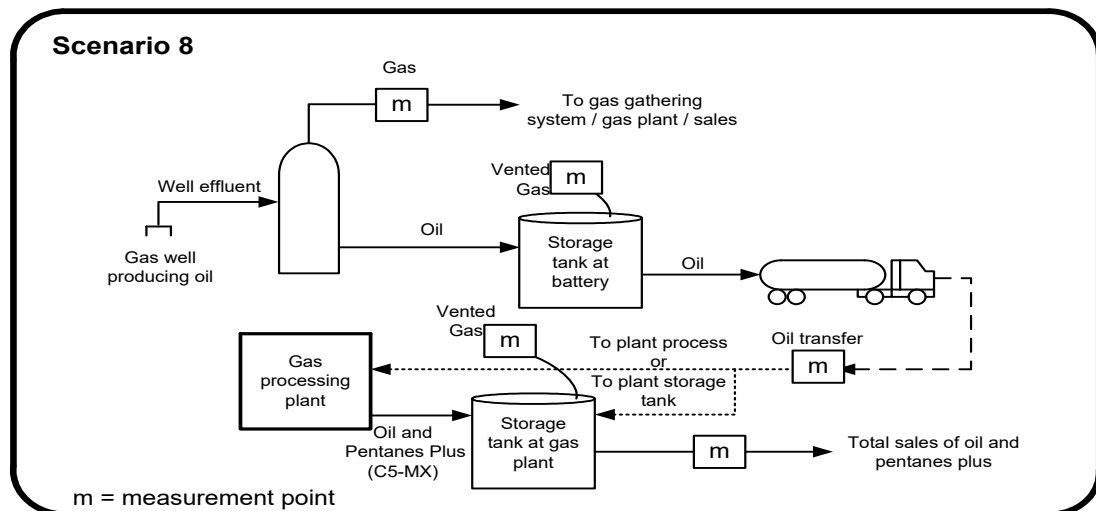 Scenario 8
Gas
m
To gas gathering
system / gas plant / sales
Well effluent
Gas well
producing oil
Oil
Vented
Gas
m
Storage
tank at
battery
Oil
Vented
Gas
m
To plant process
or
To plant storage
tank
Oil transfer
m
Gas
processing
plant
Oil and
Pentanes Plus
(C5-MX)
Storage
tank at gas
plant
m
Total sales of oil and
pentanes plus
m = measurement point